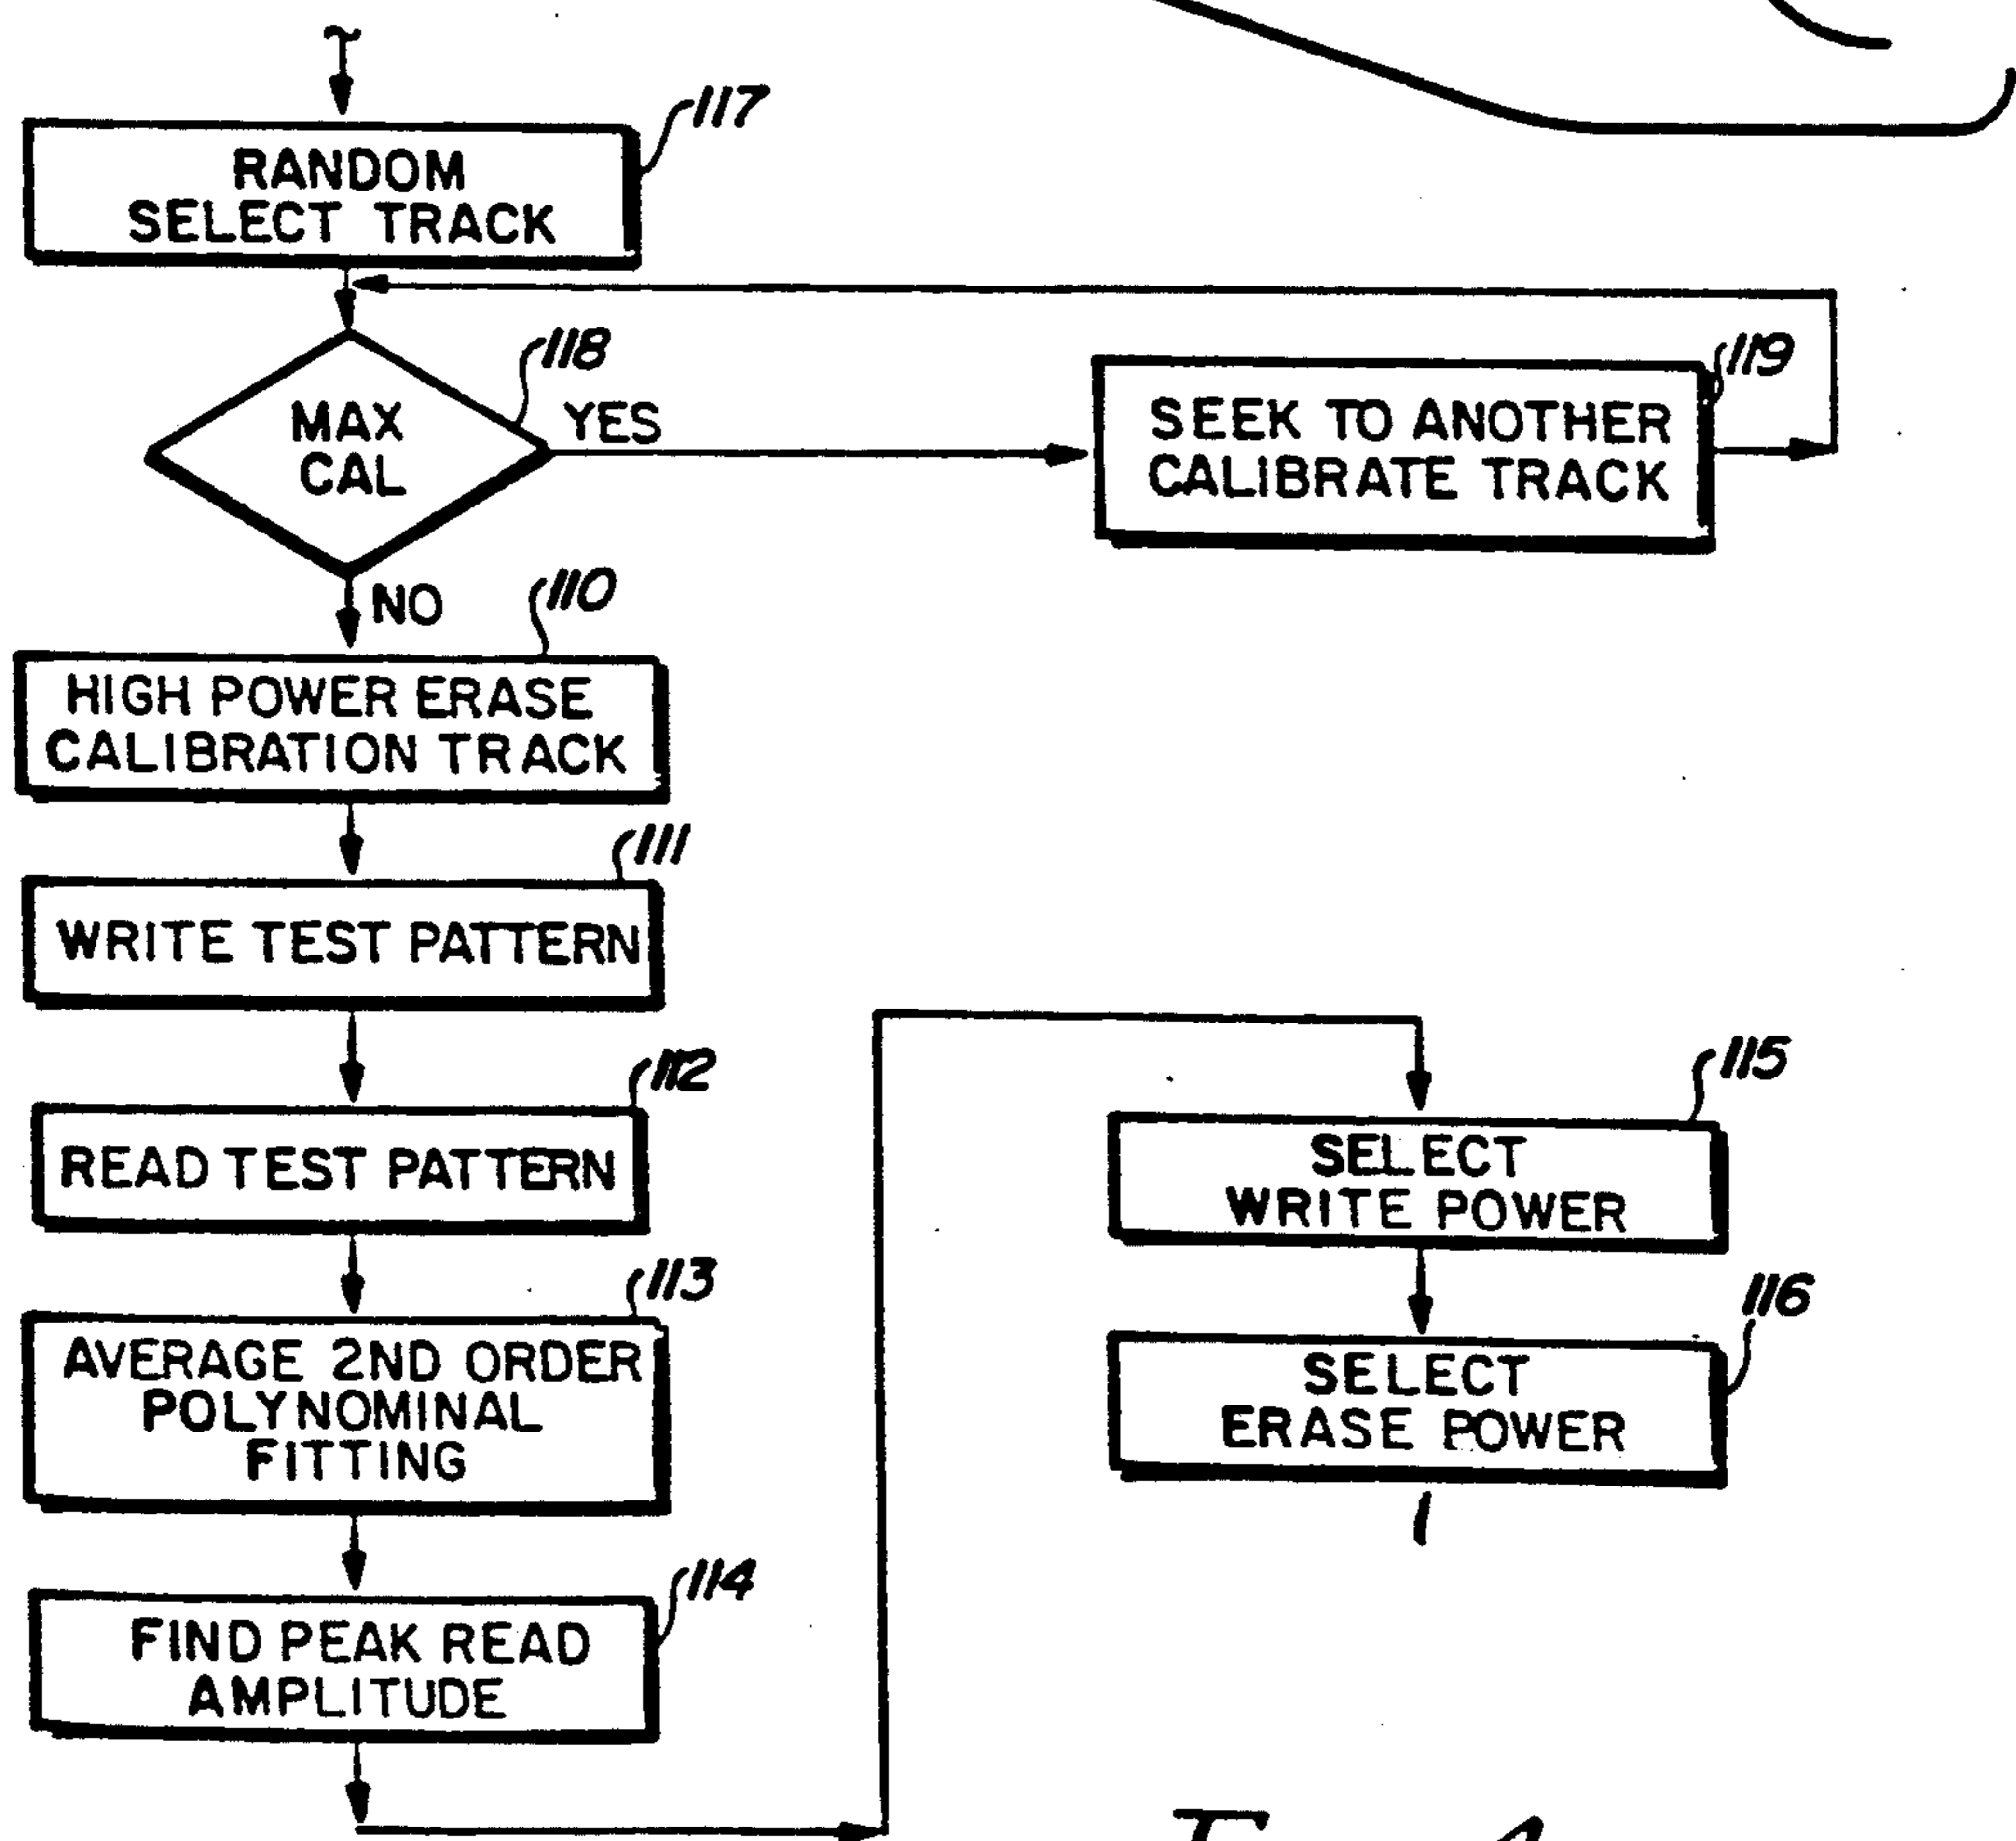 117
RANDOM
SELECT TRACK
118
MAX
CAL
YES
119
SEEK TO ANOTHER
CALIBRATE TRACK
NO
110
HIGH POWER ERASE
CALIBRATION TRACK
111
WRITE TEST PATTERN
112
READ TEST PATTERN
113
AVERAGE 2ND ORDER
POLYNOMINAL
FITTING
114
FIND PEAK READ
AMPLITUDE
115
SELECT
WRITE POWER
116
SELECT
ERASE POWER